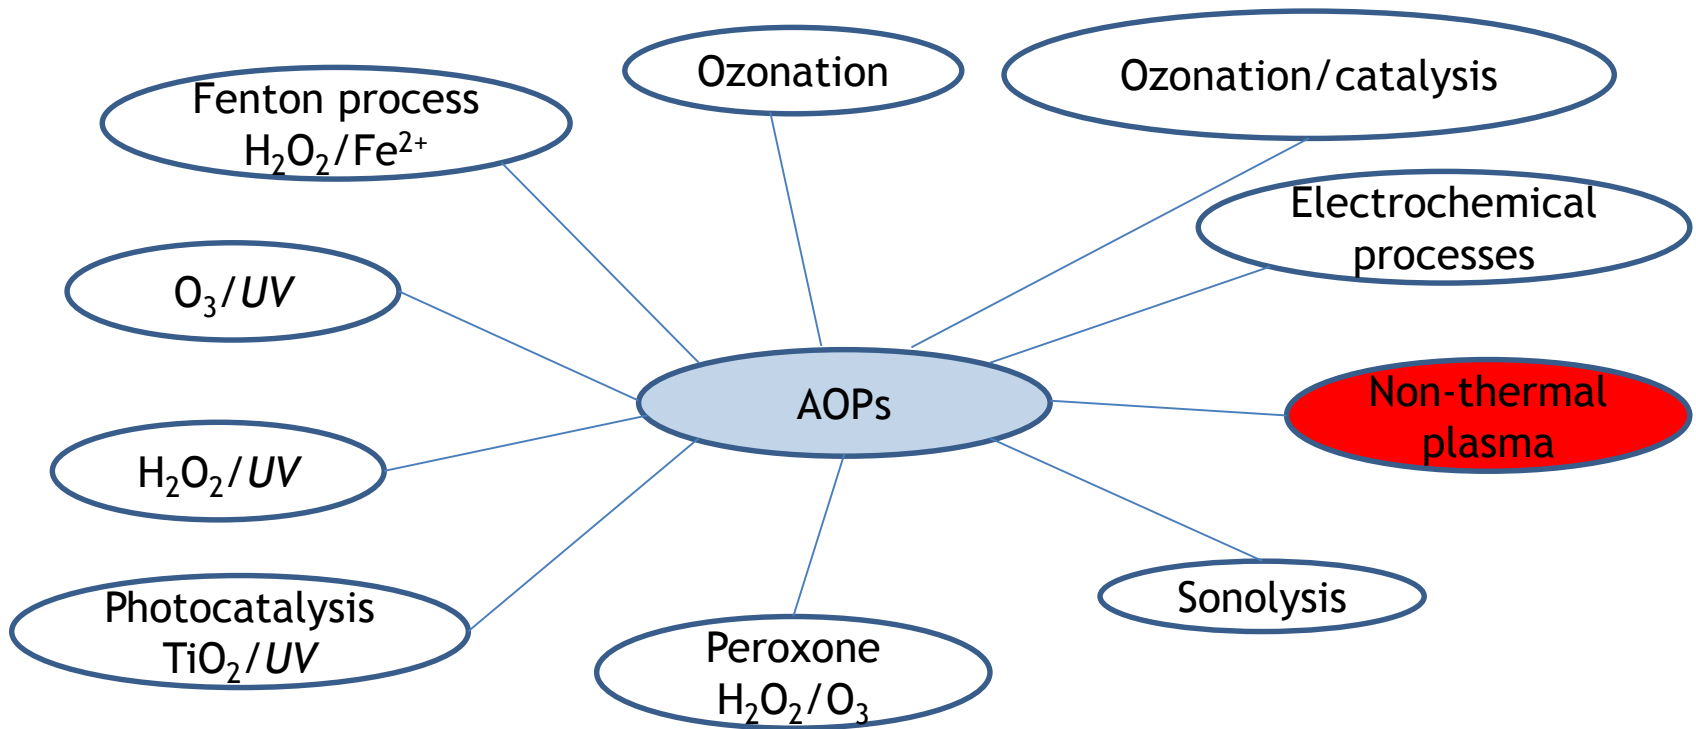 Ozonation
Ozonation/catalysis
Fenton process
H₂O₂/Fe²⁺
Electrochemical
processes
O₃/UV
AOPs
Non-thermal
plasma
H₂O₂/UV
Sonolysis
Photocatalysis
TiO₂/UV
Peroxone
H₂O₂/O₃